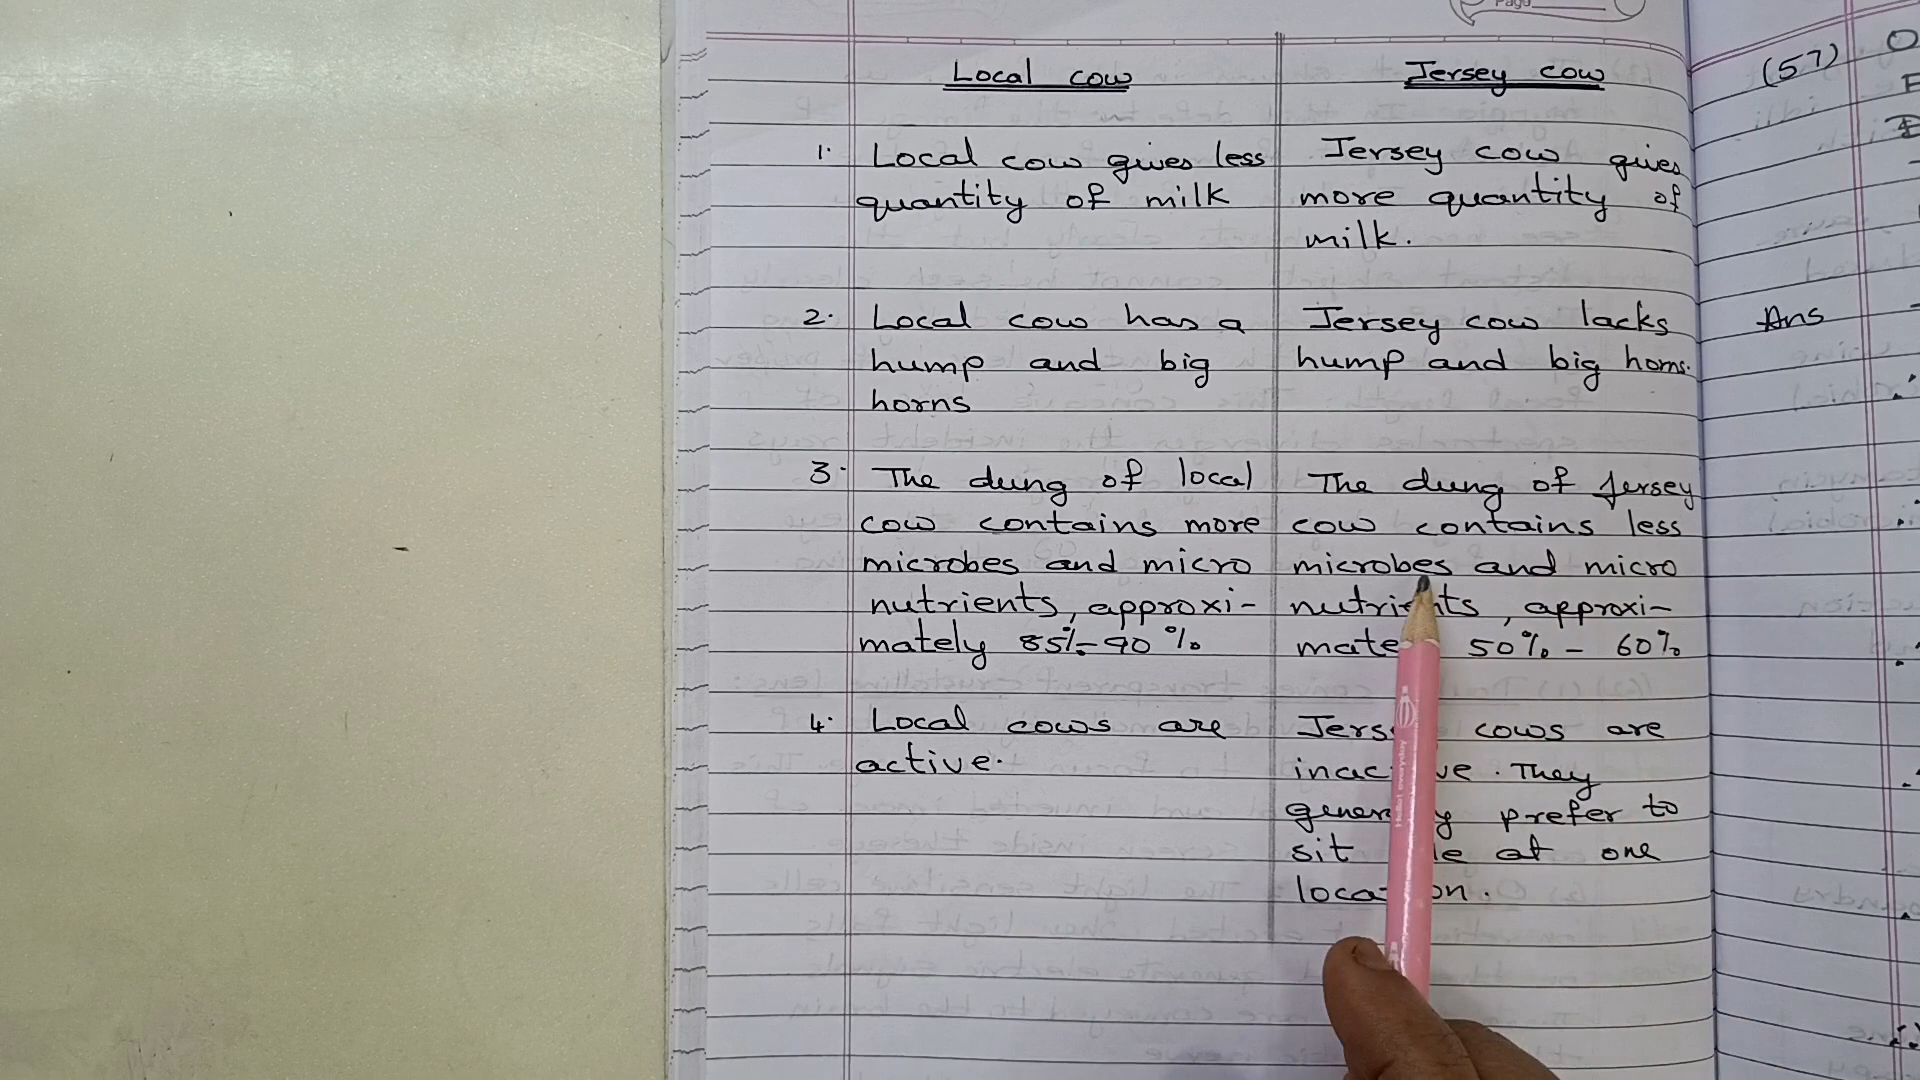 Page
Local cow
Jersey cow
1. Local cow gives less
quantity of milk
Jersey cow gives
more quantity of
milk.
2. Local cow has a
hump and big
horns
Jersey cow lacks
hump and big horns.
3. The dung of local
cow contains more
microbes and micro
nutrients, approxi-
mately 85%-90%
The dung of Jersey
cow contains less
microbes and micro
nutrients, approxi-
50% - 60%
4. Local cows are
active.
cows are
They
prefer to
sit at one
(57)
Ans